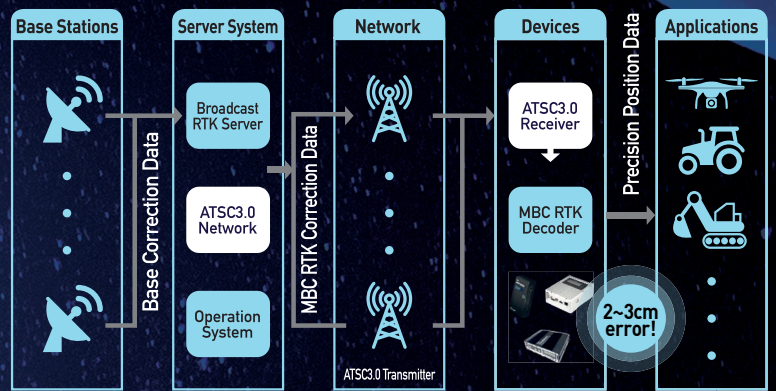 Base Stations
Server System
Network
Devices
Applications
Base Correction Data
Broadcast
RTK Server
ATSC3.0
Network
Operation
System
MBC RTK Correction Data
ATSC3.0 Transmitter
ATSC3.0
Receiver
MBC RTK
Decoder
2~3cm
error!
Precision Position Data